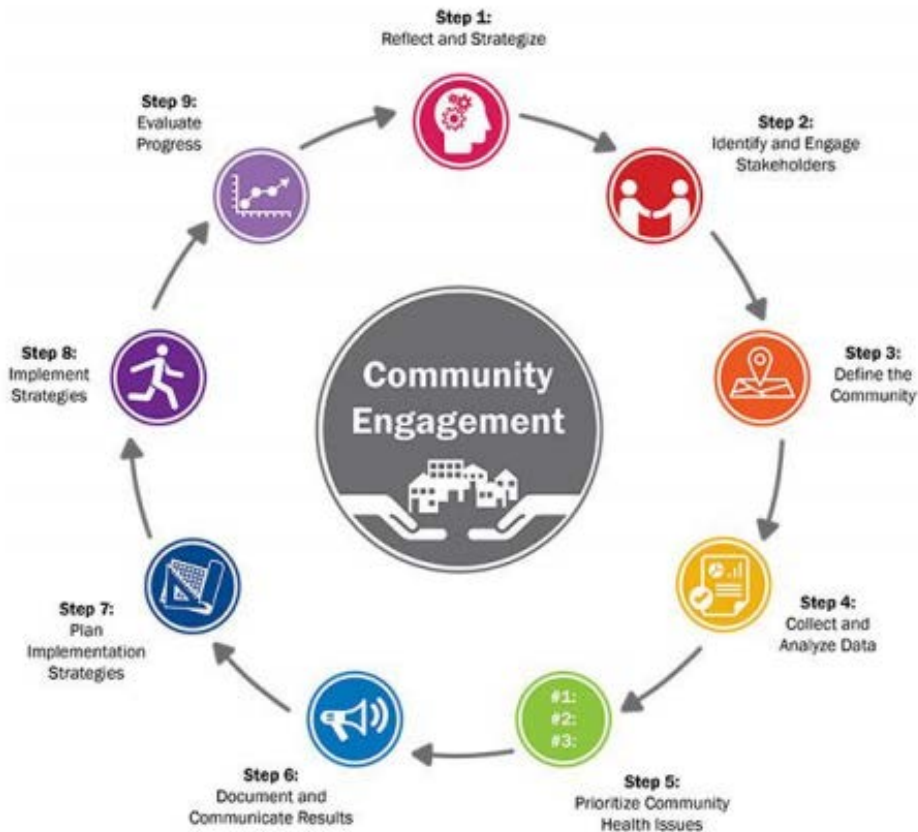 Step 1:
Reflect and Strategize
Step 2:
Identify and Engage
Stakeholders
Step 3:
Define the
Community
Step 4:
Collect and
Analyze Data
#1:
#2:
#3:
Step 5:
Prioritize Community
Health Issues
Step 6:
Document and
Communicate Results
Step 7:
Plan
Implementation
Strategies
Step 8:
Implement
Strategies
Step 9:
Evaluate
Progress
Community
Engagement